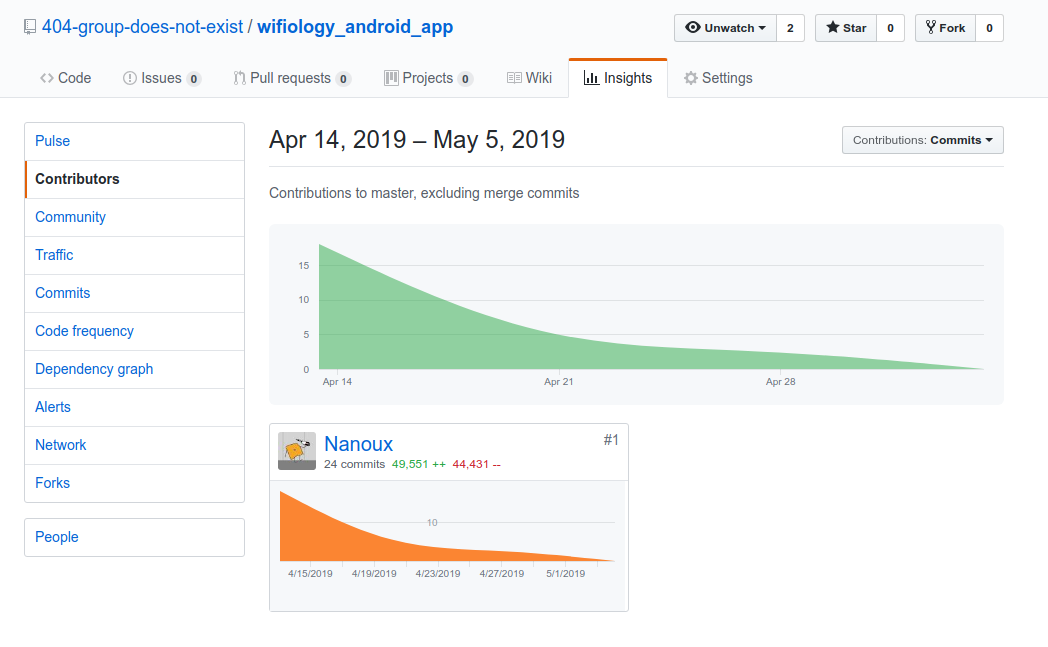 404-group-does-not-exist / wifiology_android_app
Unwatch 2 Star 0 Fork 0
Code Issues 0 Pull requests 0 Projects 0 Wiki Insights Settings
Pulse
Contributors
Community
Traffic
Commits
Code frequency
Dependency graph
Alerts
Network
Forks
People
Apr 14, 2019 – May 5, 2019
Contributions: Commits
Contributions to master, excluding merge commits
15
10
5
0
Apr 14 Apr 21 Apr 28
Nanoux #1
24 commits 49,551 ++ 44,431 --
10
4/15/2019 4/19/2019 4/23/2019 4/27/2019 5/1/2019